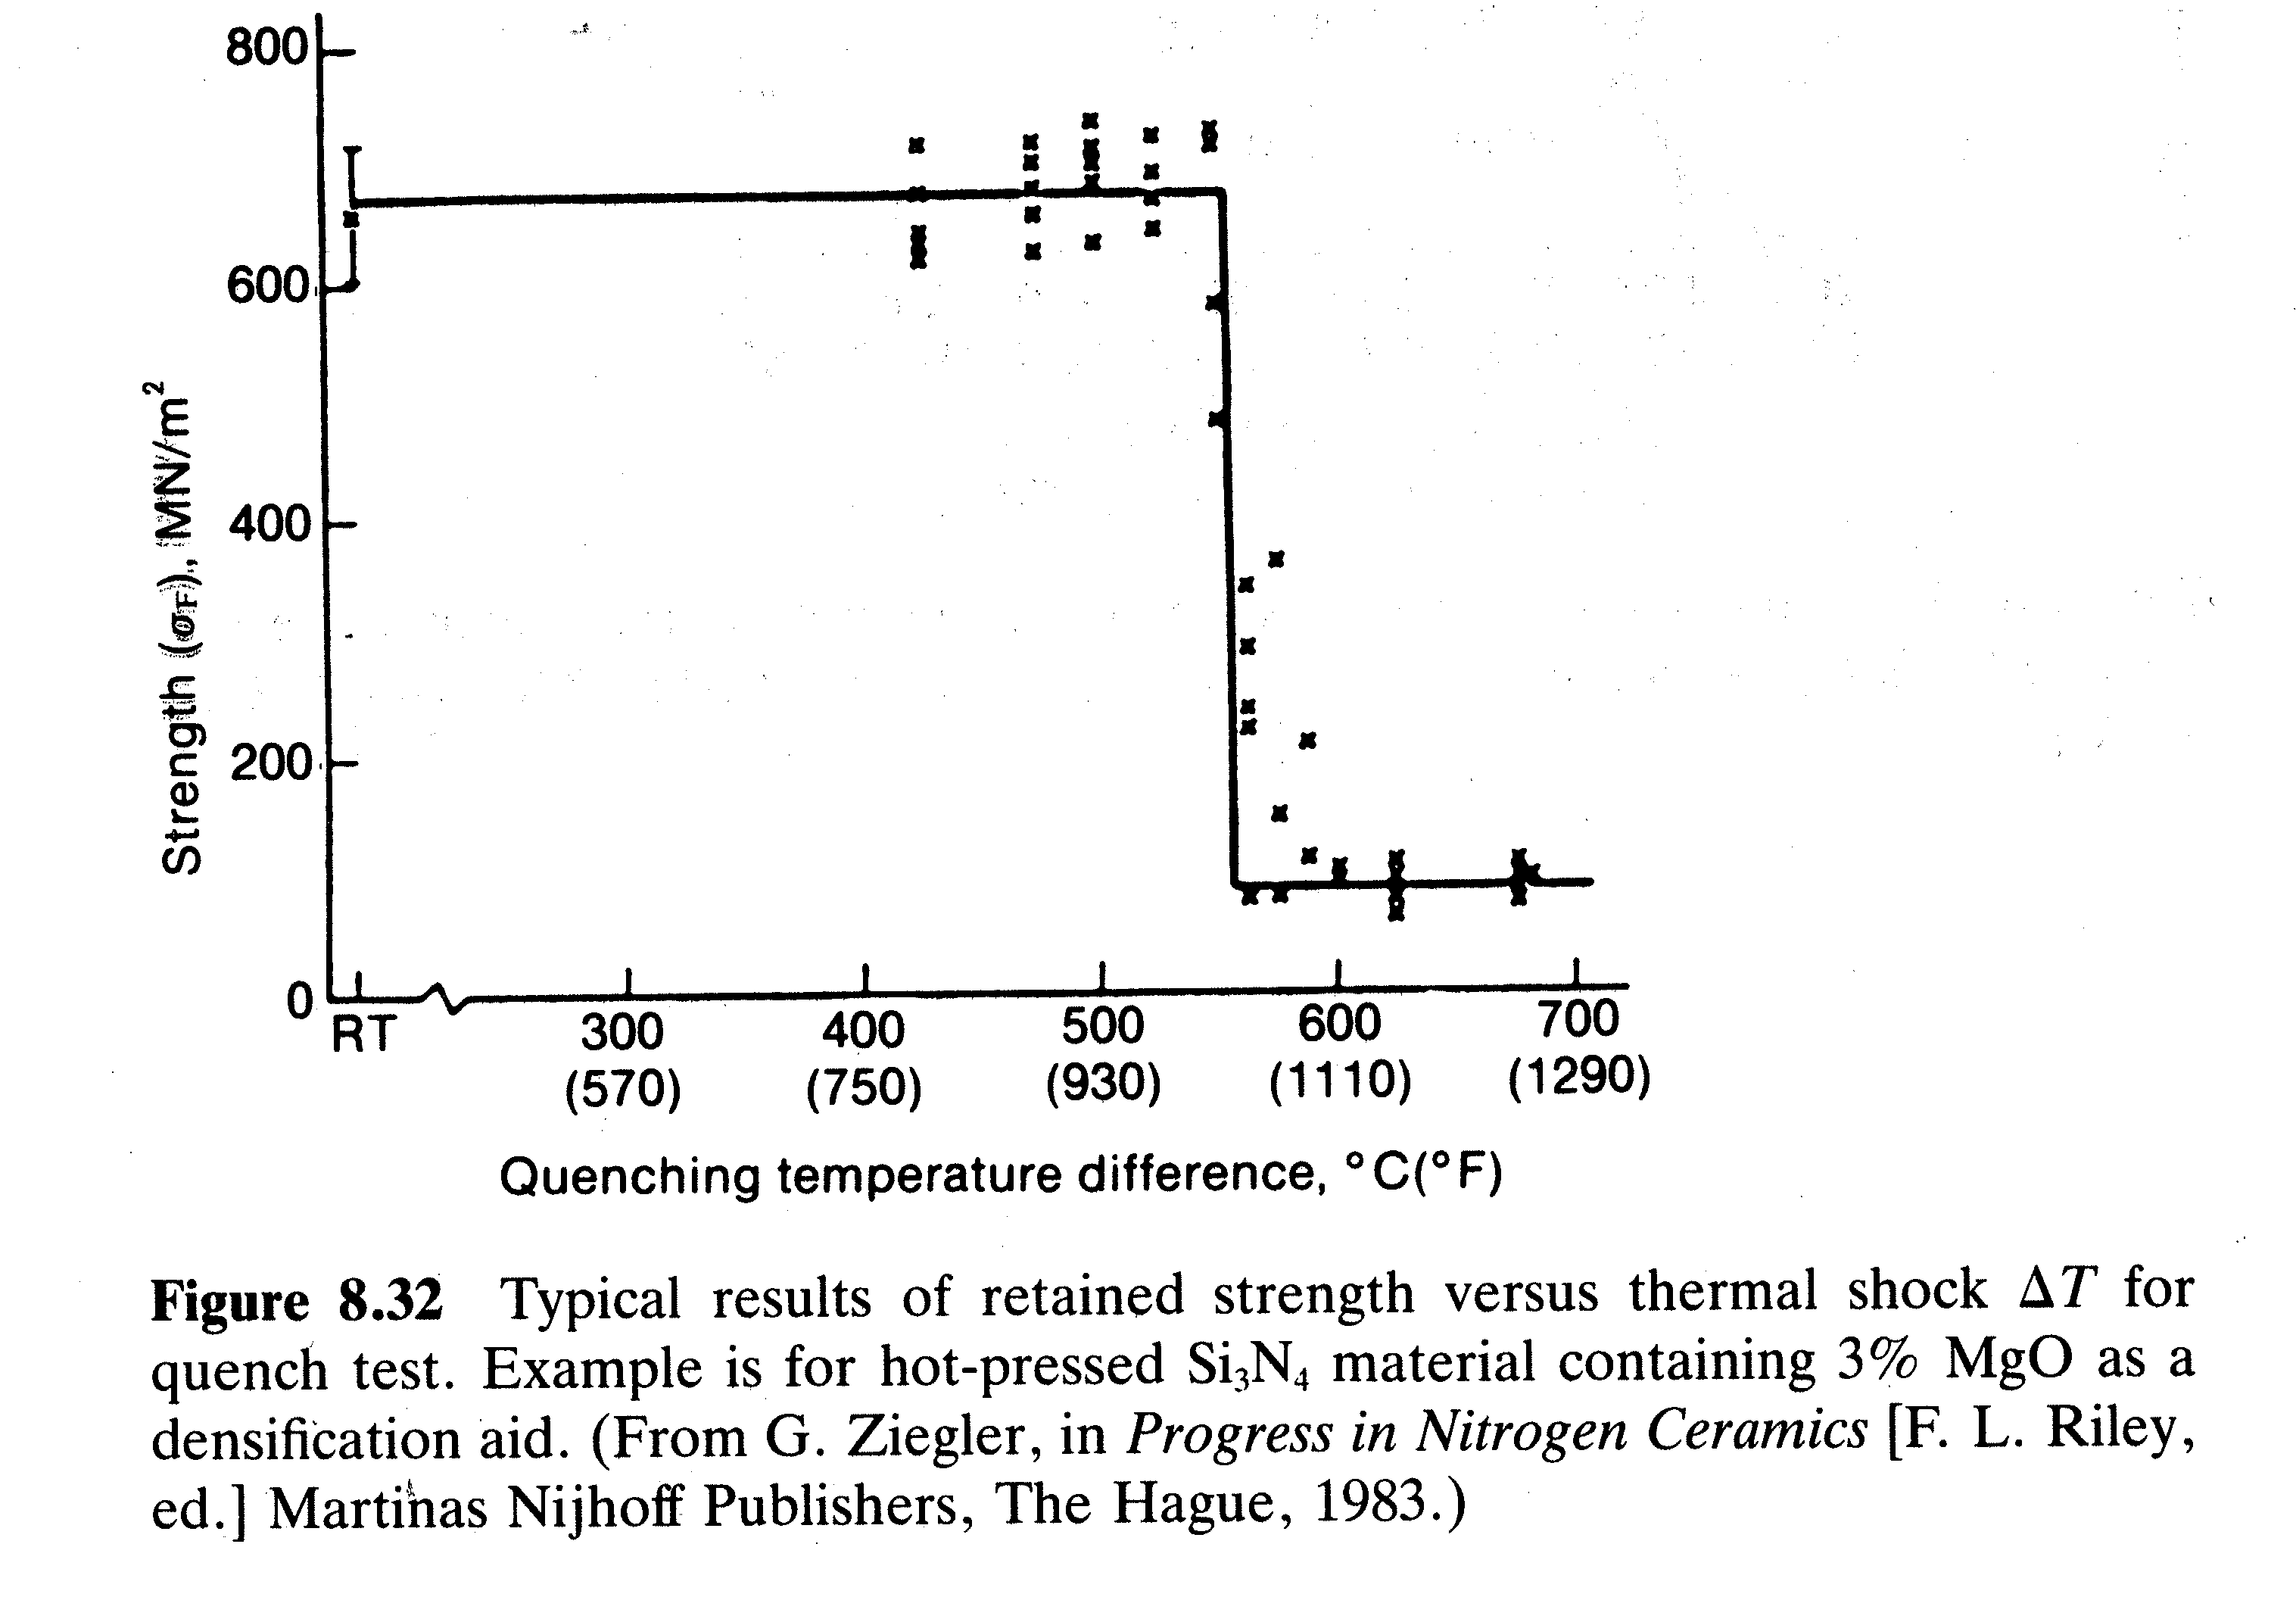 800
600
400
200
0
Strength (σF), MN/m²
RT 300 400 500 600 700
(570) (750) (930) (1110) (1290)
Quenching temperature difference, °C(°F)
Figure 8.32 Typical results of retained strength versus thermal shock ΔT for
quench test. Example is for hot-pressed Si₃N₄ material containing 3% MgO as a
densification aid. (From G. Ziegler, in Progress in Nitrogen Ceramics [F. L. Riley,
ed.] Martinas Nijhoff Publishers, The Hague, 1983.)